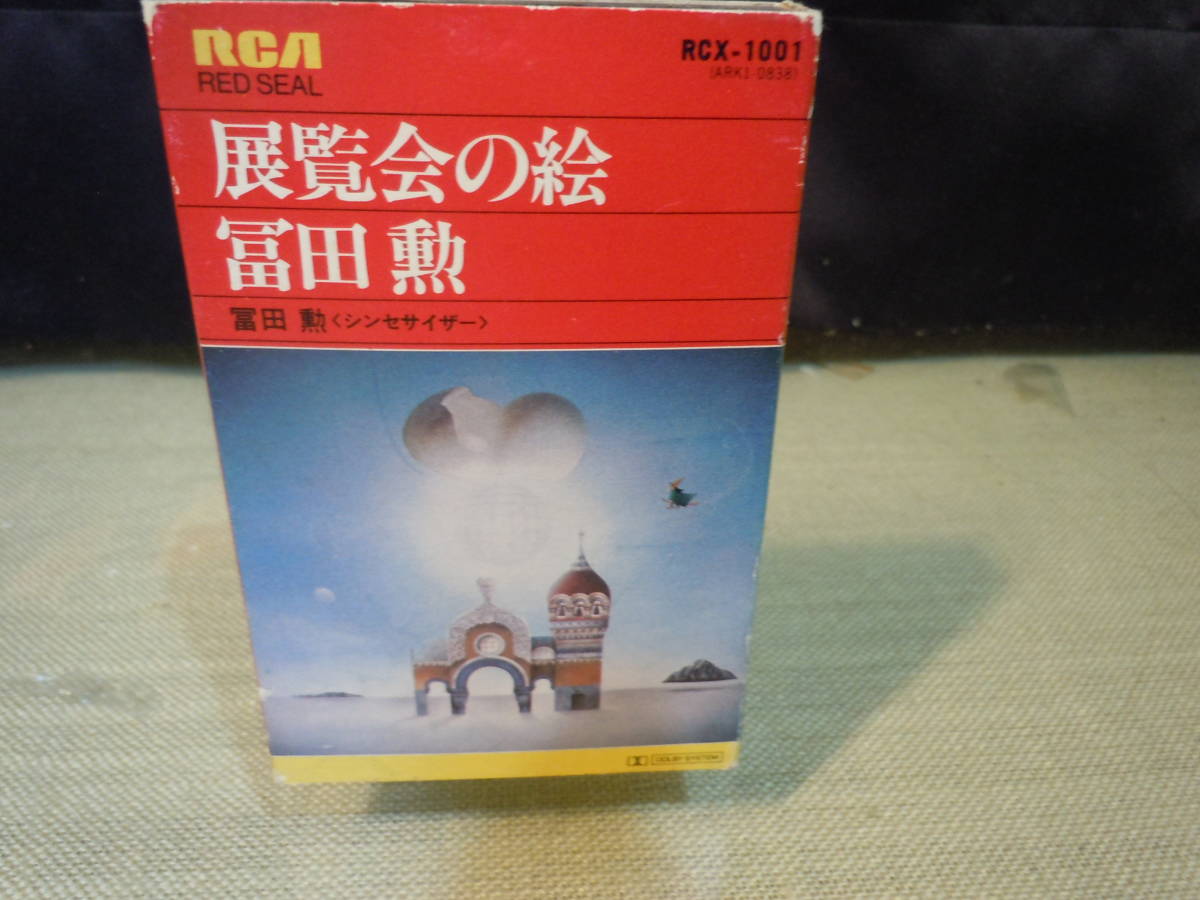 RCA
RED SEAL
RCX-1001
(ARK1-0838)
展覧会の絵
冨田 勲
冨田 勲〈シンセサイザー〉
DOLBY SYSTEM